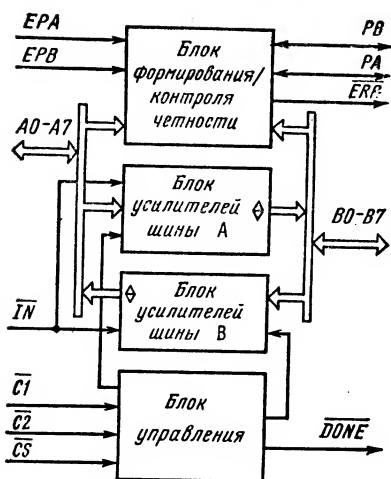 EPA
EPB
Блок
формирования/
контроля
четности
PB
PA
ERP
A0-A7
Блок
усилителей
шины A
B0-B7
Блок
усилителей
шины B
IN
C1
C2
CS
Блок
управления
DONE